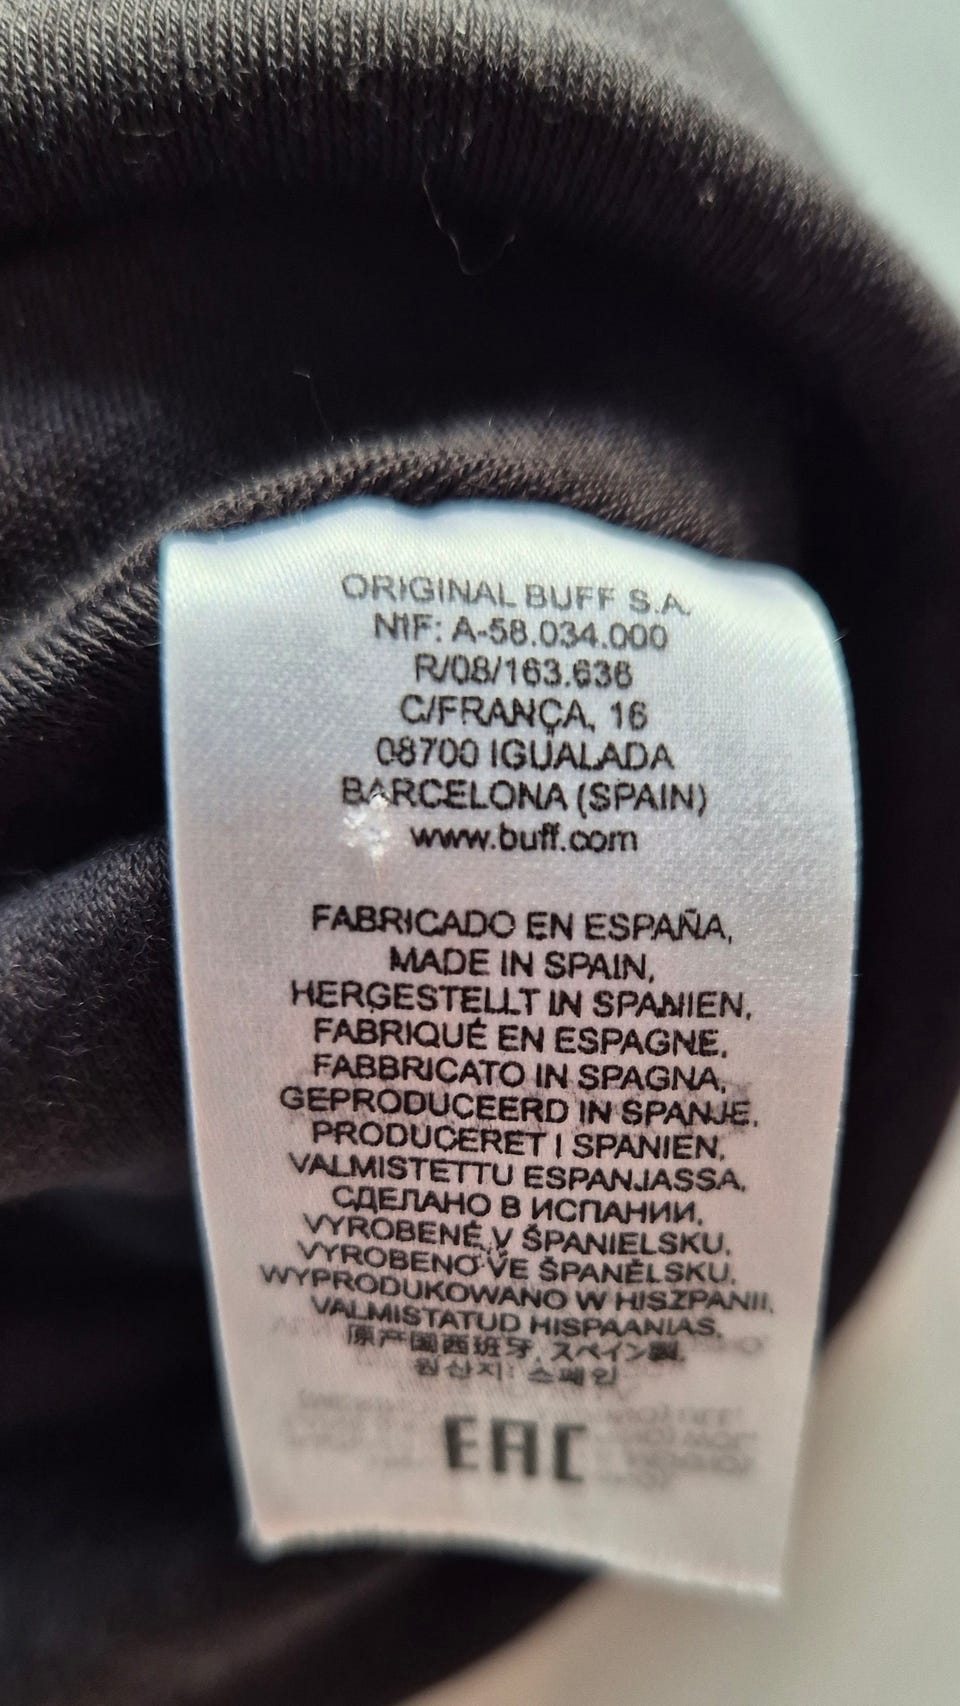 ORIGINAL BUFF S.A.
NIF: A-58.034.000
R/08/163.636
C/FRANÇA, 16
08700 IGUALADA
BARCELONA (SPAIN)
www.buff.com
FABRICADO EN ESPAÑA,
MADE IN SPAIN,
HERGESTELLT IN SPANIEN,
FABRIQUÉ EN ESPAGNE,
FABBRICATO IN SPAGNA,
GEPRODUCEERD IN SPANJE,
PRODUCERET I SPANIEN,
VALMISTETTU ESPANJASSA,
СДЕЛАНО В ИСПАНИИ,
VYROBENÉ V ŠPANIELSKU,
VYROBENO VE ŠPANĚLSKU,
WYPRODUKOWANO W HISZPANII,
VALMISTATUD HISPAANIAS,
原产国西班牙, スペイン製,
원산지: 스페인
EAC